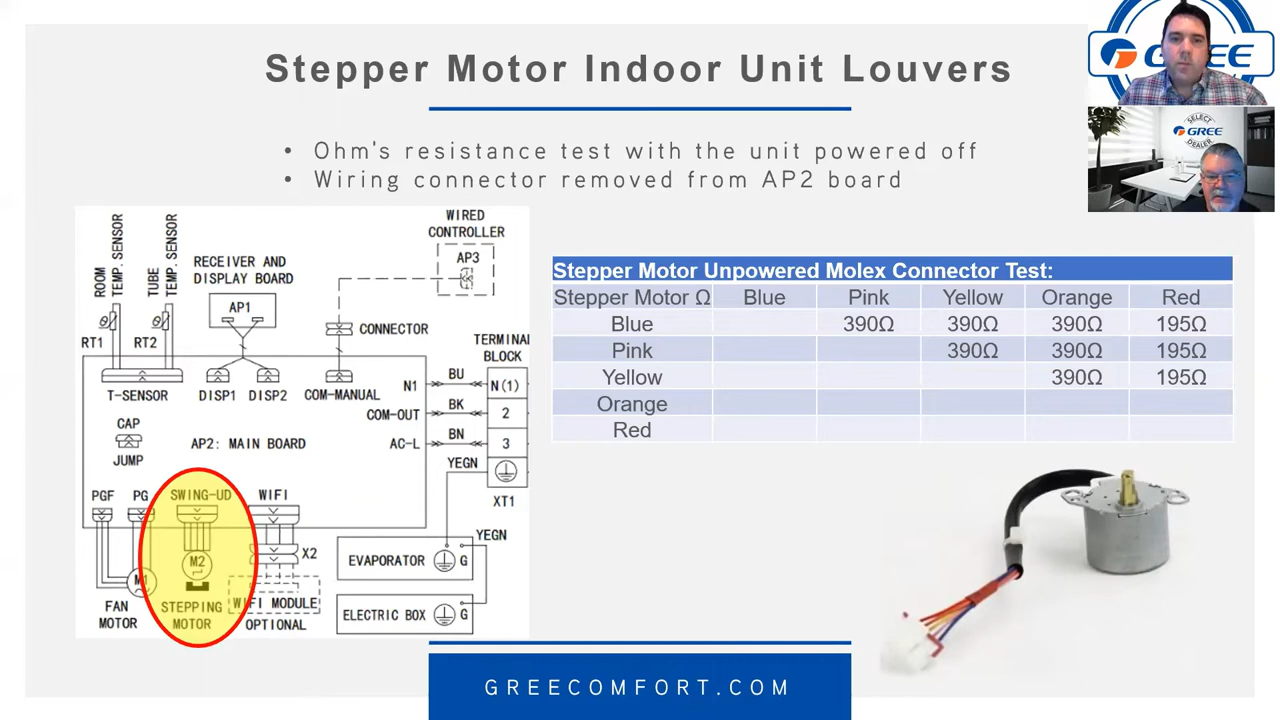 Stepper Motor Indoor Unit Louvers
GREE
SELECT
GREE
DEALER
• Ohm's resistance test with the unit powered off
• Wiring connector removed from AP2 board
ROOM
TEMP. SENSOR
TUBE
TEMP. SENSOR
RECEIVER AND
DISPLAY BOARD
AP1
WIRED
CONTROLLER
AP3
RT1
RT2
CONNECTOR
TERMINAL
BLOCK
T-SENSOR
DISP1
DISP2
COM-MANUAL
N1
BU
N(1)
COM-OUT
BK
2
CAP
JUMP
AP2: MAIN BOARD
AC-L
BN
3
YEGN
XT1
PGF
PG
SWING-UD
WIFI
YEGN
M1
M2
X2
EVAPORATOR
G
FAN
MOTOR
STEPPING
MOTOR
WIFI MODULE
OPTIONAL
ELECTRIC BOX
G
Stepper Motor Unpowered Molex Connector Test:
Stepper Motor Ω Blue Pink Yellow Orange Red
Blue 390Ω 390Ω 390Ω 195Ω
Pink 390Ω 390Ω 195Ω
Yellow 390Ω 195Ω
Orange
Red
GREECOMFORT.COM